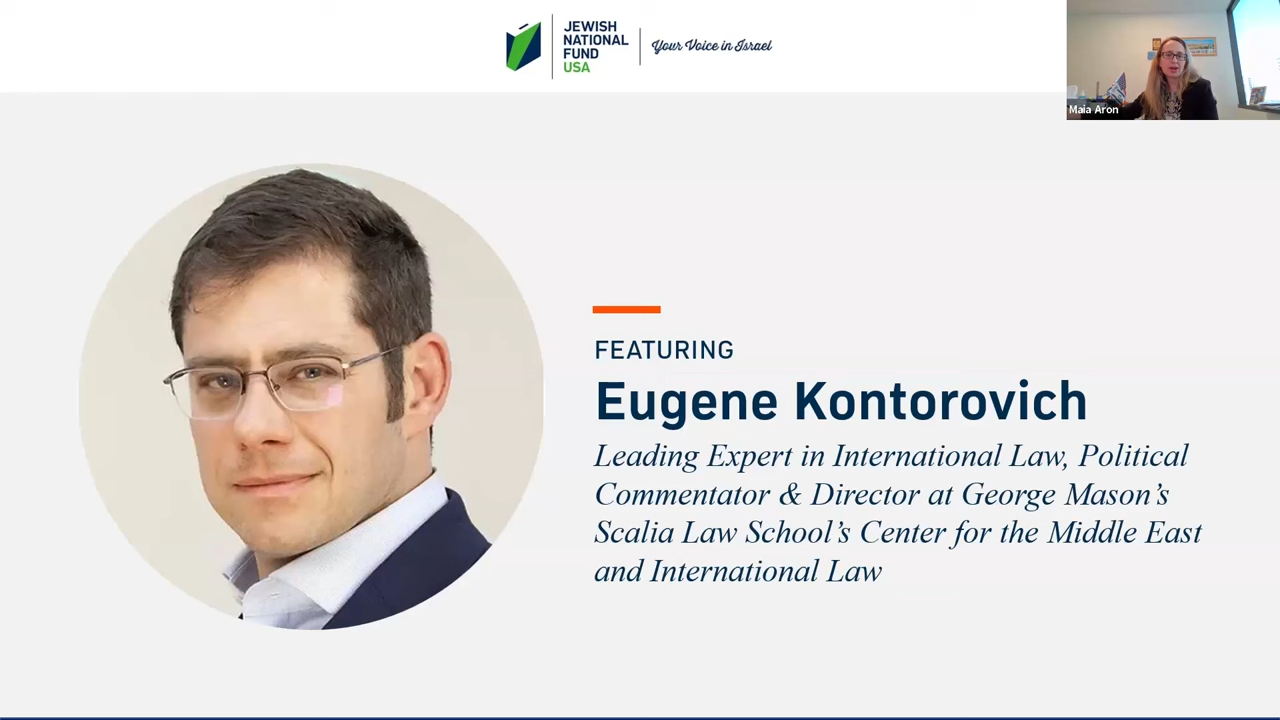 JEWISH
NATIONAL
FUND
USA
Your Voice in Israel
Maia Aron
FEATURING
Eugene Kontorovich
Leading Expert in International Law, Political
Commentator & Director at George Mason’s
Scalia Law School’s Center for the Middle East
and International Law